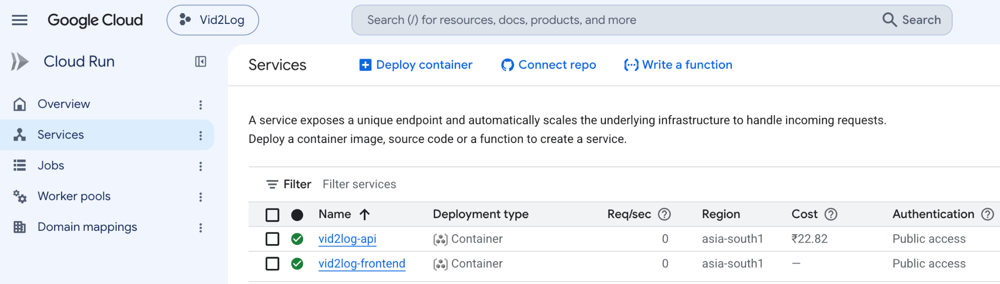 Google Cloud
Vid2Log
Search (/) for resources, docs, products, and more
Search
Cloud Run
Overview
Services
Jobs
Worker pools
Domain mappings
Services
Deploy container
Connect repo
Write a function
A service exposes a unique endpoint and automatically scales the underlying infrastructure to handle incoming requests.
Deploy a container image, source code or a function to create a service.
Filter Filter services
Name Deployment type Req/sec Region Cost Authentication
vid2log-api Container 0 asia-south1 ₹22.82 Public access
vid2log-frontend Container 0 asia-south1 — Public access